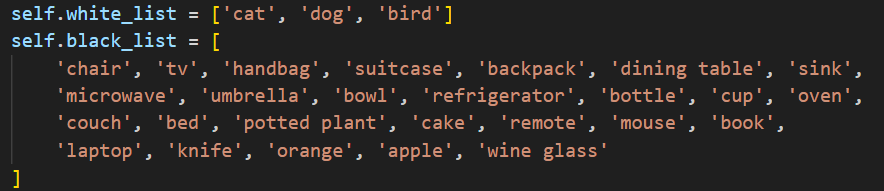 self.white_list = ['cat', 'dog', 'bird']
self.black_list = [
    'chair', 'tv', 'handbag', 'suitcase', 'backpack', 'dining table', 'sink',
    'microwave', 'umbrella', 'bowl', 'refrigerator', 'bottle', 'cup', 'oven',
    'couch', 'bed', 'potted plant', 'cake', 'remote', 'mouse', 'book',
    'laptop', 'knife', 'orange', 'apple', 'wine glass'
]